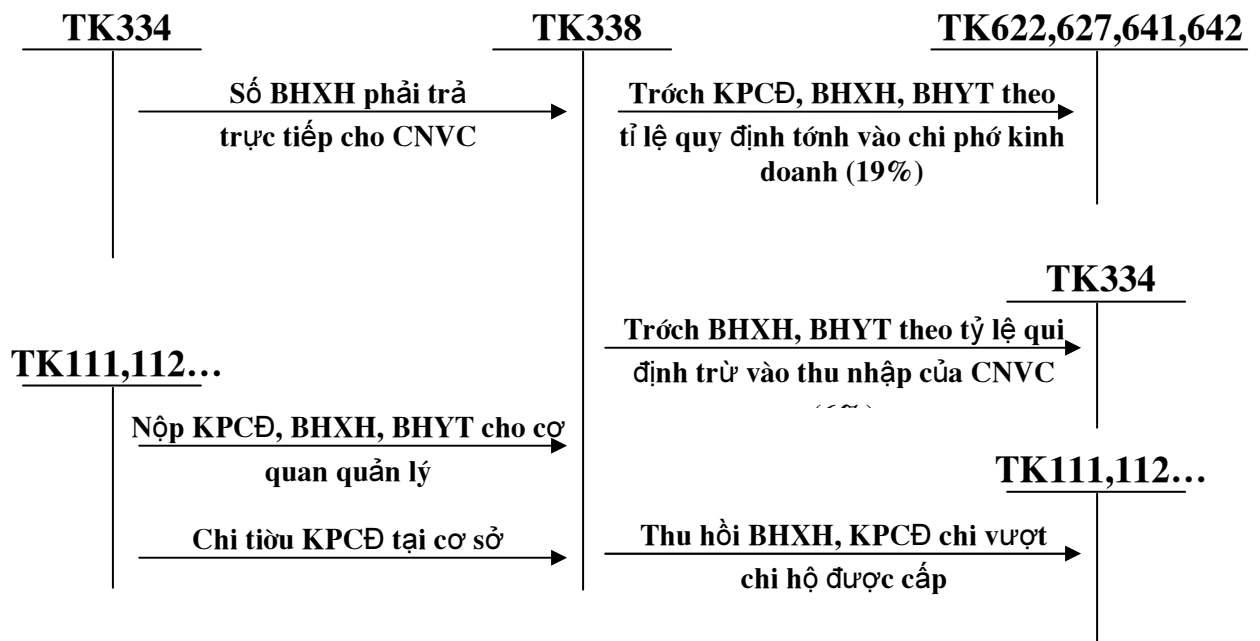 TK334
TK338
TK622,627,641,642
Số BHXH phải trả
trực tiếp cho CNVC
Trớch KPCĐ, BHXH, BHYT theo
tỉ lệ quy định tớnh vào chi phớ kinh
doanh (19%)
TK334
Trớch BHXH, BHYT theo tỷ lệ qui
định trừ vào thu nhập của CNVC
TK111,112…
Nộp KPCĐ, BHXH, BHYT cho cơ
quan quản lý
TK111,112…
Chi tiờu KPCĐ tại cơ sở
Thu hồi BHXH, KPCĐ chi vượt
chi hộ được cấp